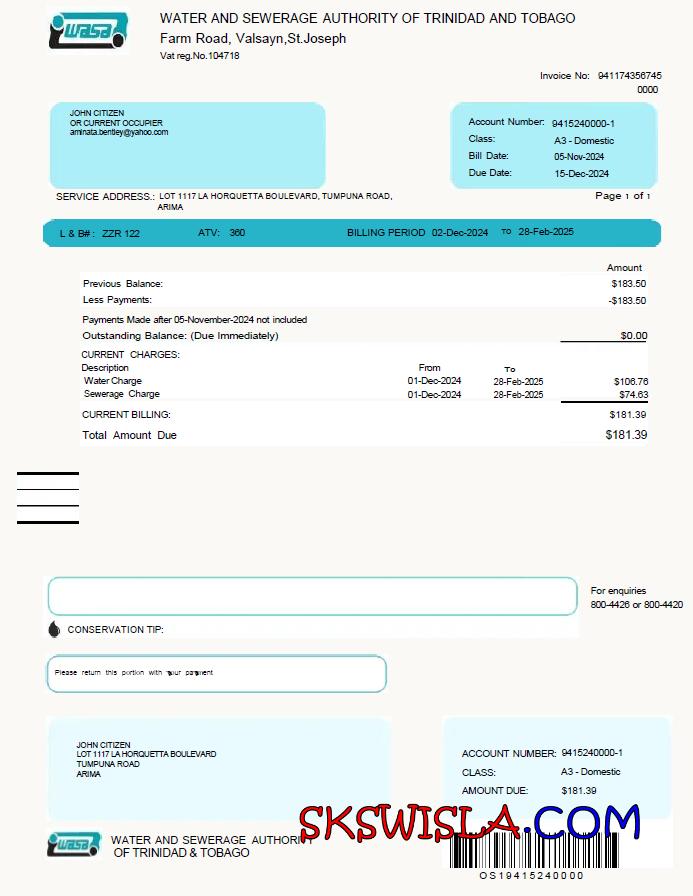 wasa
WATER AND SEWERAGE AUTHORITY OF TRINIDAD AND TOBAGO
Farm Road, Valsayn,St.Joseph
Vat reg.No.104718
Invoice No: 941174356745
0000
JOHN CITIZEN
OR CURRENT OCCUPIER
aminata.bentley@yahoo.com
Account Number: 9415240000-1
Class: A3 - Domestic
Bill Date: 05-Nov-2024
Due Date: 15-Dec-2024
SERVICE ADDRESS.: LOT 1117 LA HORQUETTA BOULEVARD, TUMPUNA ROAD,
ARIMA
Page 1 of 1
L & B# : ZZR 122 ATV: 360 BILLING PERIOD 02-Dec-2024 TO 28-Feb-2025
Amount
Previous Balance: $183.50
Less Payments: -$183.50
Payments Made after 05-November-2024 not included
Outstanding Balance: (Due Immediately) $0.00
CURRENT CHARGES:
Description From To
Water Charge 01-Dec-2024 28-Feb-2025 $106.76
Sewerage Charge 01-Dec-2024 28-Feb-2025 $74.63
CURRENT BILLING: $181.39
Total Amount Due $181.39
For enquiries
800-4426 or 800-4420
CONSERVATION TIP:
Please return this portion with your payment
JOHN CITIZEN
LOT 1117 LA HORQUETTA BOULEVARD
TUMPUNA ROAD
ARIMA
ACCOUNT NUMBER: 9415240000-1
CLASS: A3 - Domestic
AMOUNT DUE: $181.39
SKSWISLA.COM
wasa
WATER AND SEWERAGE AUTHORITY
OF TRINIDAD & TOBAGO
OS19415240000